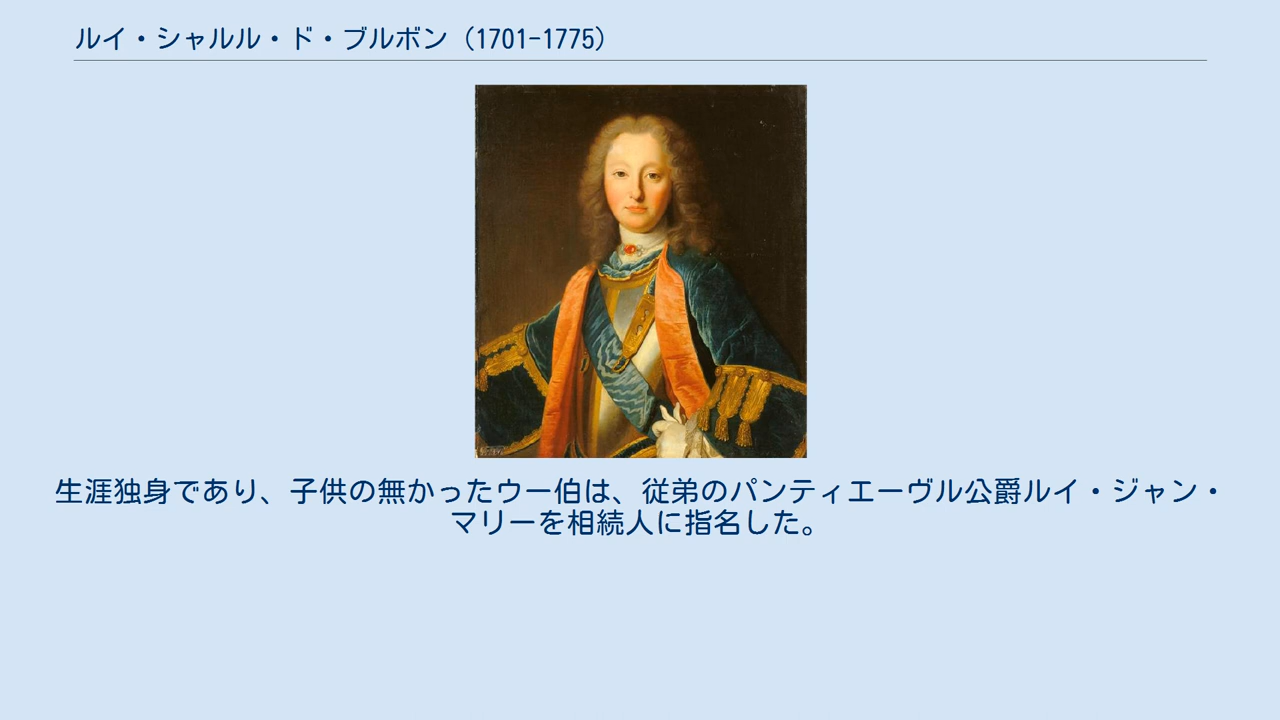 ルイ・シャルル・ド・ブルボン（1701-1775）
生涯独身であり、子供の無かったウー伯は、従弟のパンティエーヴル公爵ルイ・ジャン・
マリーを相続人に指名した。